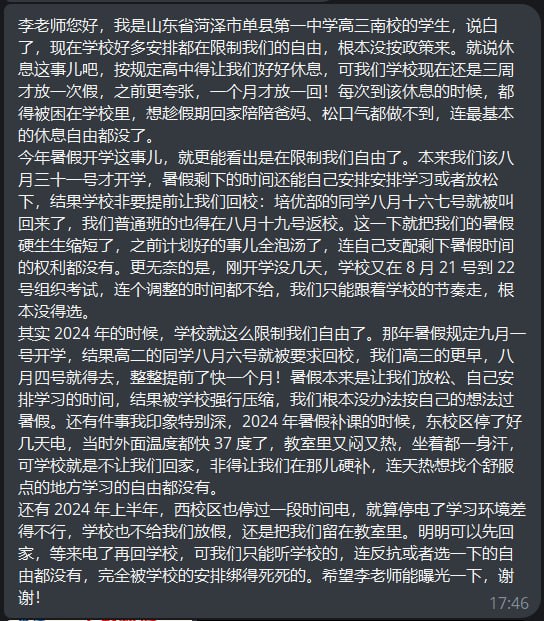 李老师您好，我是山东省菏泽市单县第一中学高三南校的学生，说白
了，现在学校好多安排都在限制我们的自由，根本没按政策来。就说休
息这事儿吧，按规定高中得让我们好好休息，可我们学校现在还是三周
才放一次假，之前更夸张，一个月才放一回！每次到该休息的时候，都
得被困在学校里，想趁假期回家陪陪爸妈、松口气都做不到，连最基本
的休息自由都没了。
今年暑假开学这事儿，就更能看出是在限制我们自由了。本来我们该八
月三十一号才开学，暑假剩下的时间还能自己安排安排学习或者放松
下，结果学校非要提前让我们回校：培优部的同学八月十六七号就被叫
回来了，我们普通班的也得在八月十九号返校。这一下就把我们的暑假
硬生生缩短了，之前计划好的事儿全泡汤了，连自己支配剩下暑假时间
的权利都没有。更无奈的是，刚开学没几天，学校又在 8 月 21 号到 22
号组织考试，连个调整的时间都不给，我们只能跟着学校的节奏走，根
本没得选。
其实 2024 年的时候，学校就这么限制我们自由了。那年暑假规定九月一
号开学，结果高二的同学八月六号就被要求回校，我们高三的更早，八
月四号就得去，整整提前了快一个月！暑假本来是让我们放松、自己安
排学习的时间，结果被学校强行压缩，我们根本没办法按自己的想法过
暑假。还有件事我印象特别深，2024 年暑假补课的时候，东校区停了好
几天电，当时外面温度都快 37 度了，教室里又闷又热，坐着都一身汗，
可学校就是不让我们回家，非得让我们在那儿硬补，连天热想找个舒服
点的地方学习的自由都没有。
还有 2024 年上半年，西校区也停过一段时间电，就算停电了学习环境差
得不行，学校也不给我们放假，还是把我们留在教室里。明明可以先回
家，等来电了再回学校，可我们只能听学校的，连反抗或者选一下的自
由都没有，完全被学校的安排绑得死死的。希望李老师能曝光一下，谢
谢！
17:46